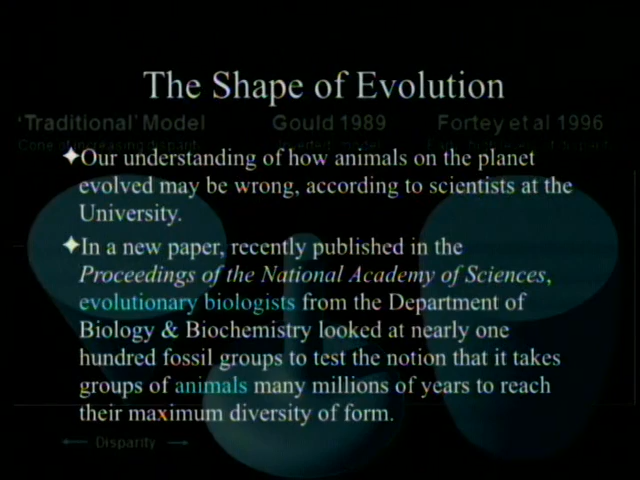 The Shape of Evolution
'Traditional' Model Gould 1989 Fortey et al 1996
Cone of increasing
✦Our understanding of how animals on the planet
evolved may be wrong, according to scientists at the
University.
✦In a new paper, recently published in the
Proceedings of the National Academy of Sciences,
evolutionary biologists from the Department of
Biology & Biochemistry looked at nearly one
hundred fossil groups to test the notion that it takes
groups of animals many millions of years to reach
their maximum diversity of form.
Disparity